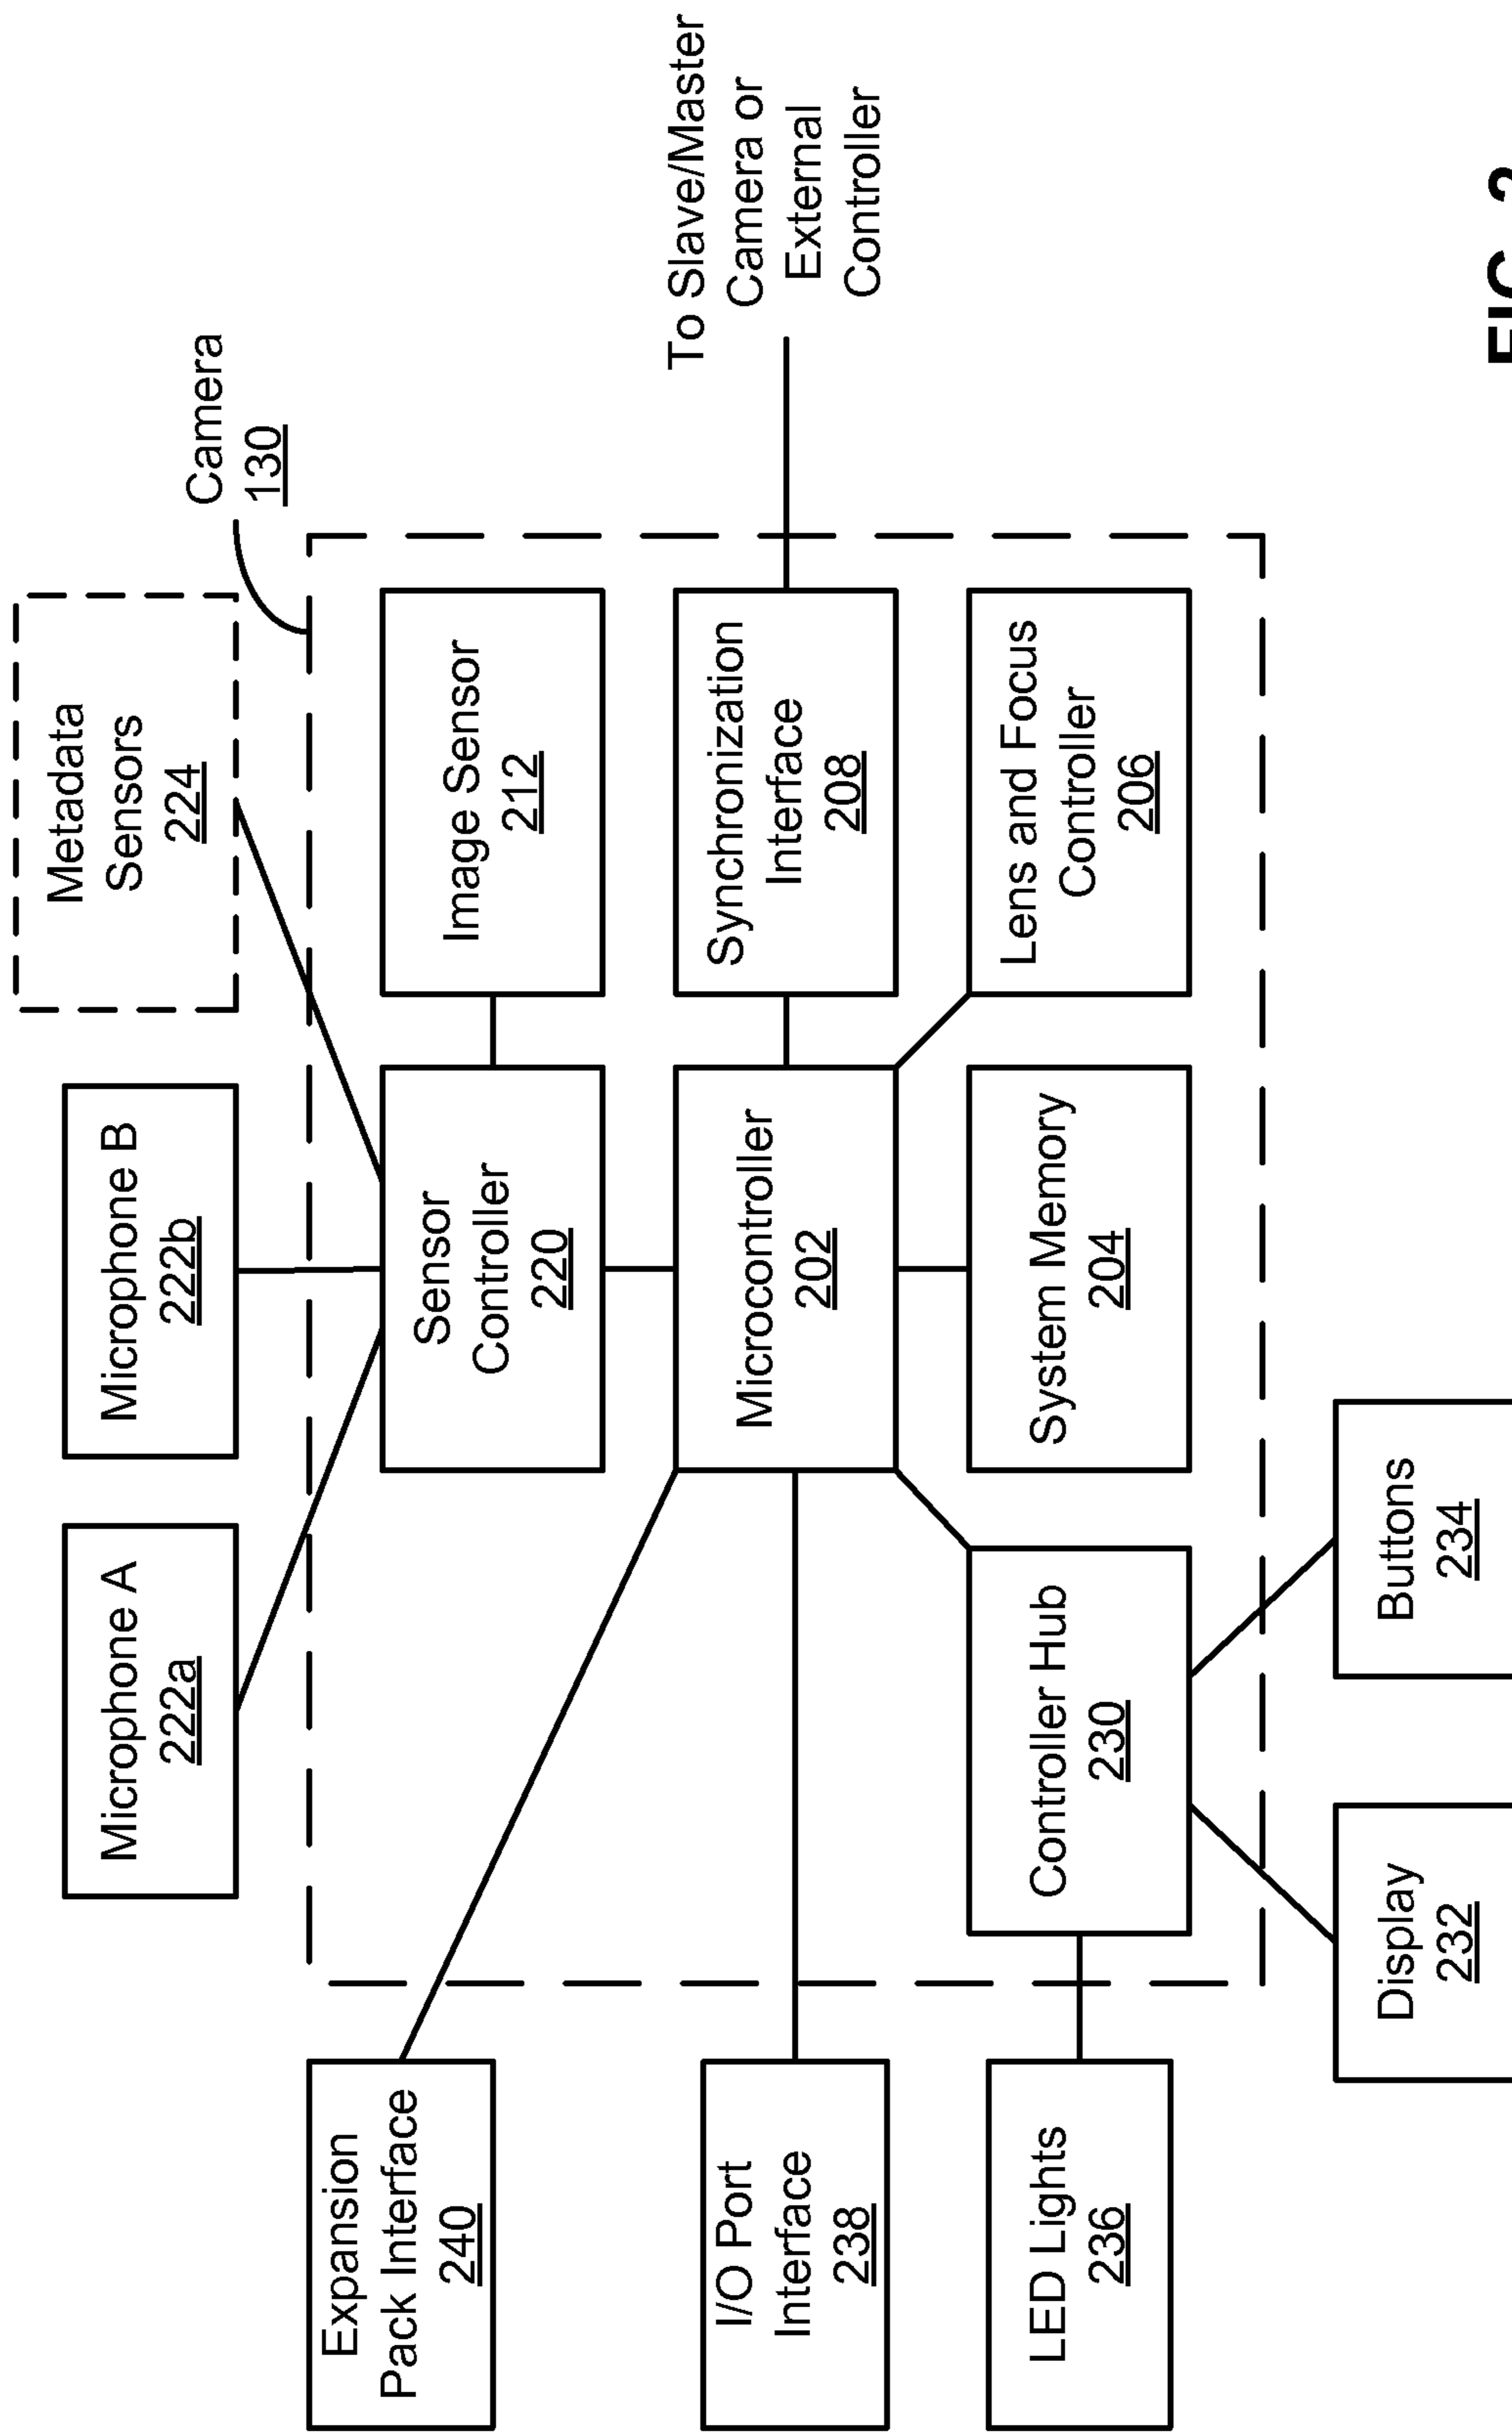 Microphone A
222a
Microphone B
222b
Metadata
Sensors
224
Camera
130
Expansion
Pack Interface
240
Sensor
Controller
220
Image Sensor
212
I/O Port
Interface
238
Microcontroller
202
Synchronization
Interface
208
To Slave/Master
Camera or
External
Controller
LED Lights
236
Controller Hub
230
System Memory
204
Lens and Focus
Controller
206
Display
232
Buttons
234
FIG. 2